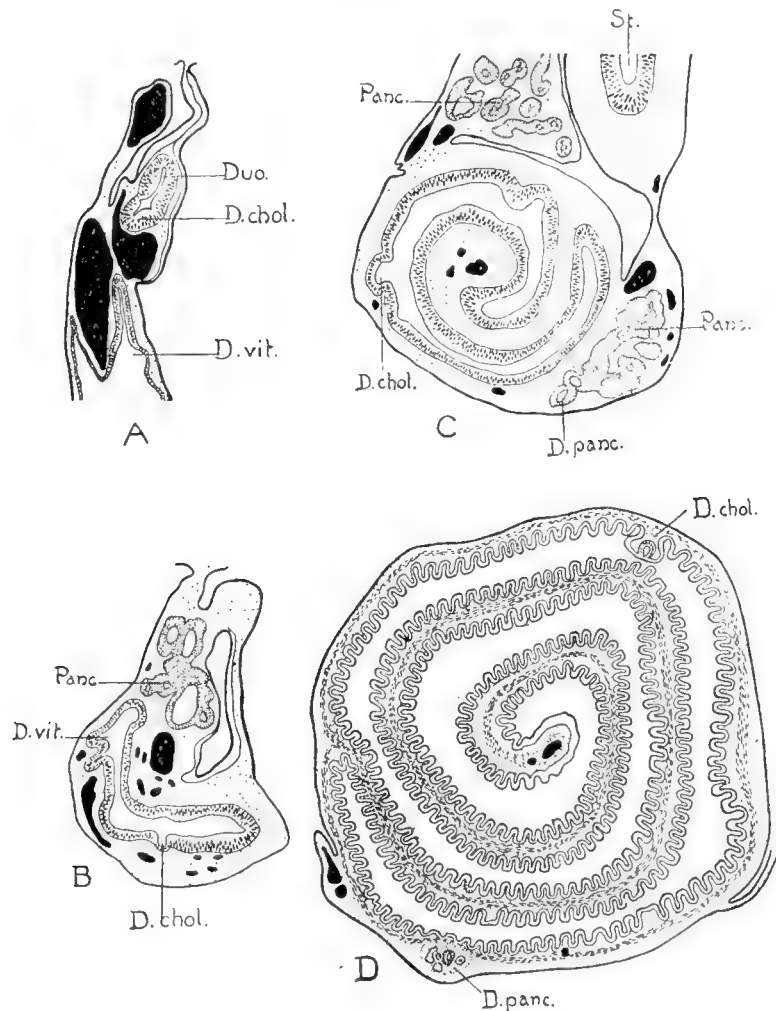 Duo.
D.chol.
D.vit.
A
St.
Panc.
Panc.
D.chol.
D.panc.
C
Panc
D.vit.
D.chol.
B
D.chol.
D.panc.
D